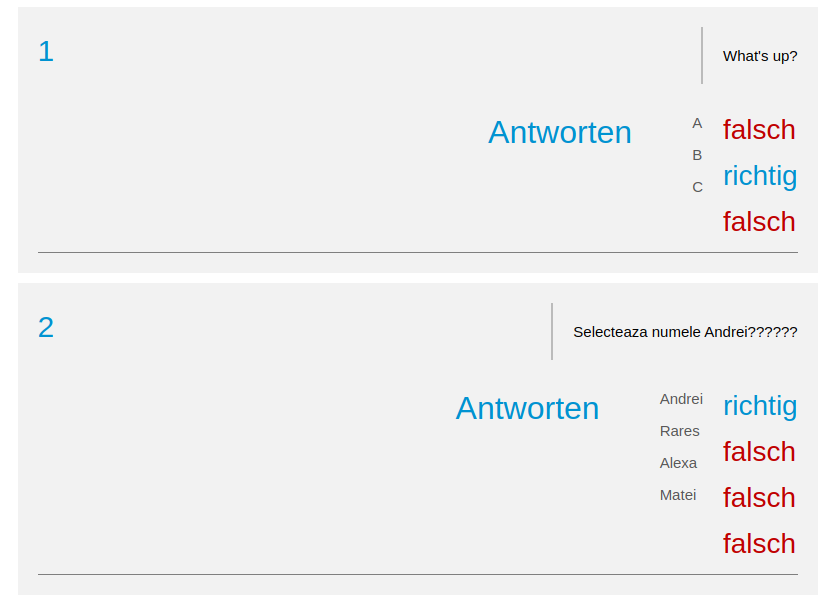 1
What's up?
Antworten
A
falsch
B
richtig
C
falsch
2
Selecteaza numele Andrei??????
Antworten
Andrei
richtig
Rares
falsch
Alexa
falsch
Matei
falsch